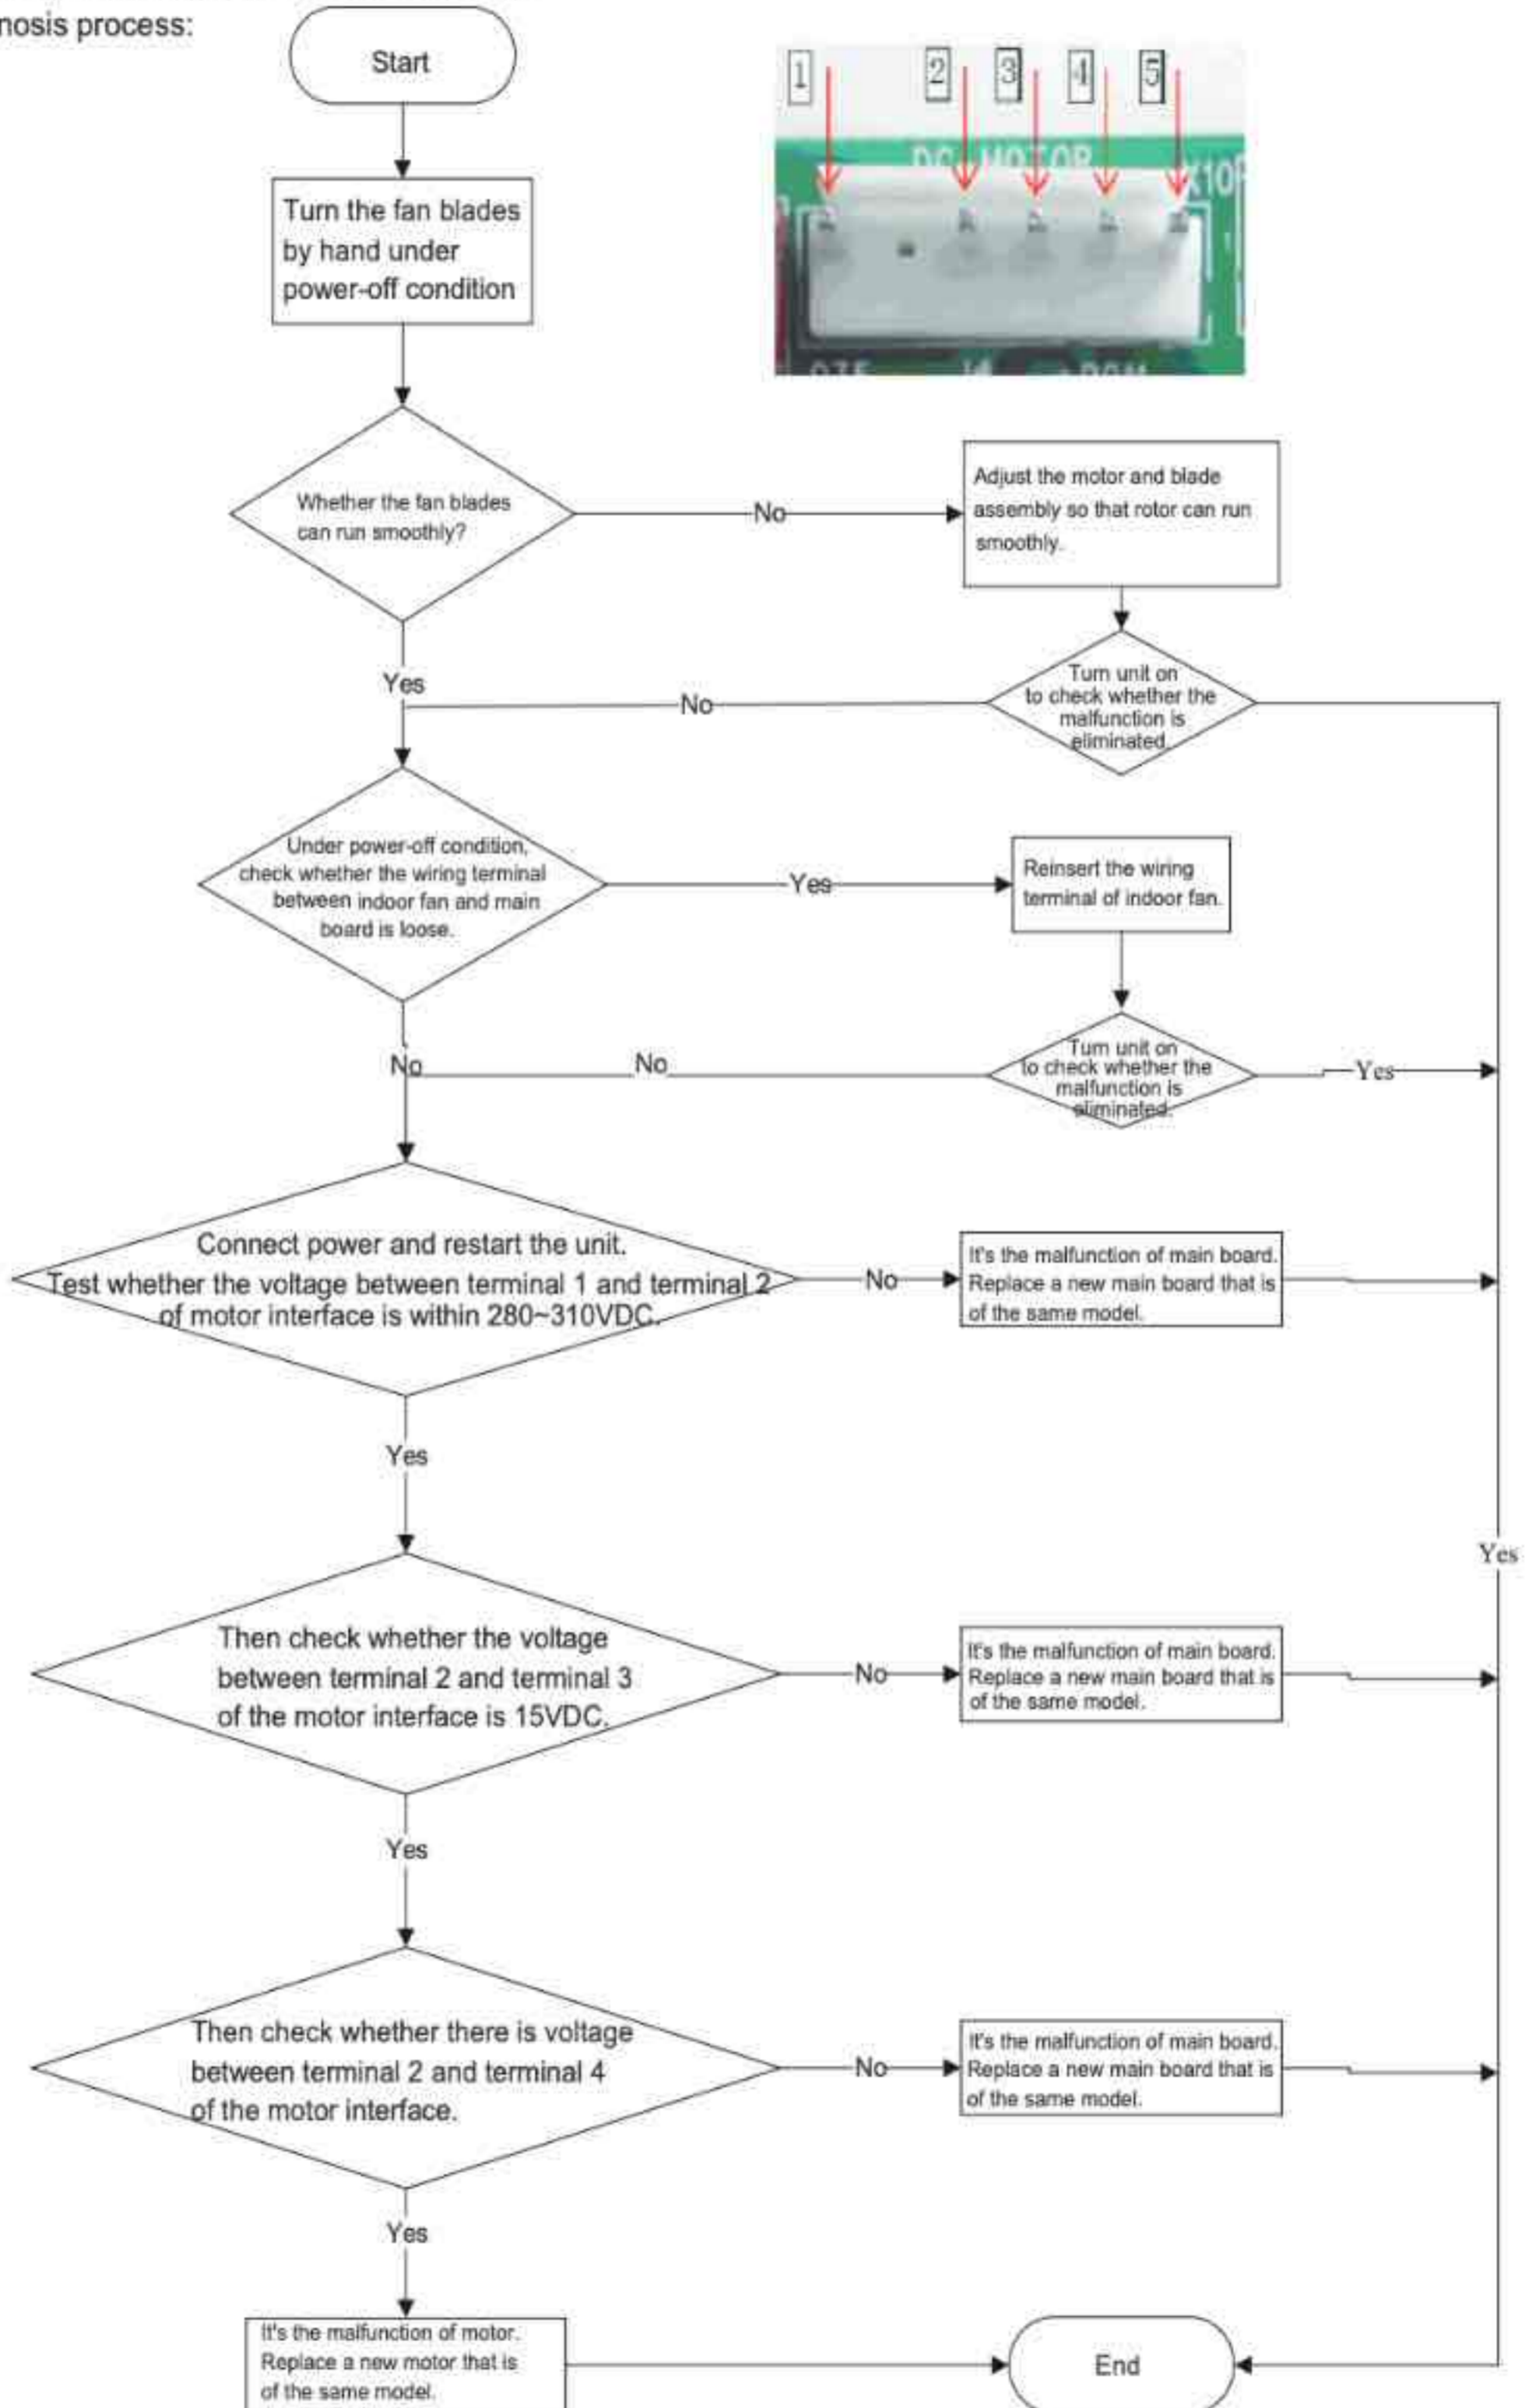 nosis process:
Start
1
2
3
4
5
DC MOTOR
X10
Turn the fan blades
by hand under
power-off condition
Whether the fan blades
can run smoothly?
No
Adjust the motor and blade
assembly so that rotor can run
smoothly.
Turn unit on
to check whether the
malfunction is
eliminated.
Yes
No
Under power-off condition,
check whether the wiring terminal
between indoor fan and main
board is loose.
Yes
Reinsert the wiring
terminal of indoor fan.
Turn unit on
to check whether the
malfunction is
eliminated.
No
No
Yes
Connect power and restart the unit.
Test whether the voltage between terminal 1 and terminal 2
of motor interface is within 280~310VDC.
No
It's the malfunction of main board.
Replace a new main board that is
of the same model.
Yes
Yes
Then check whether the voltage
between terminal 2 and terminal 3
of the motor interface is 15VDC.
No
It's the malfunction of main board.
Replace a new main board that is
of the same model.
Yes
Then check whether there is voltage
between terminal 2 and terminal 4
of the motor interface.
No
It's the malfunction of main board.
Replace a new main board that is
of the same model.
Yes
It's the malfunction of motor.
Replace a new motor that is
of the same model.
End